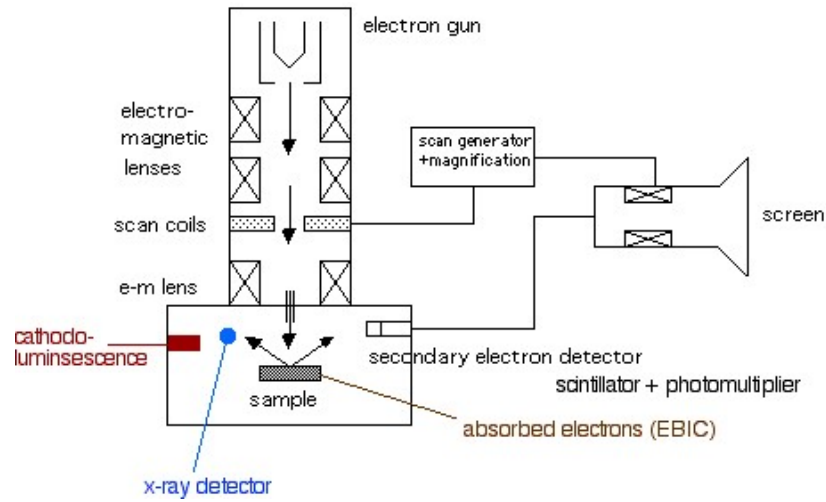 electron gun
electro-
magnetic
lenses
scan generator
+magnification
scan coils
screen
e-m lens
cathodo-
luminsescence
secondary electron detector
scintillator + photomultiplier
sample
absorbed electrons (EBIC)
x-ray detector